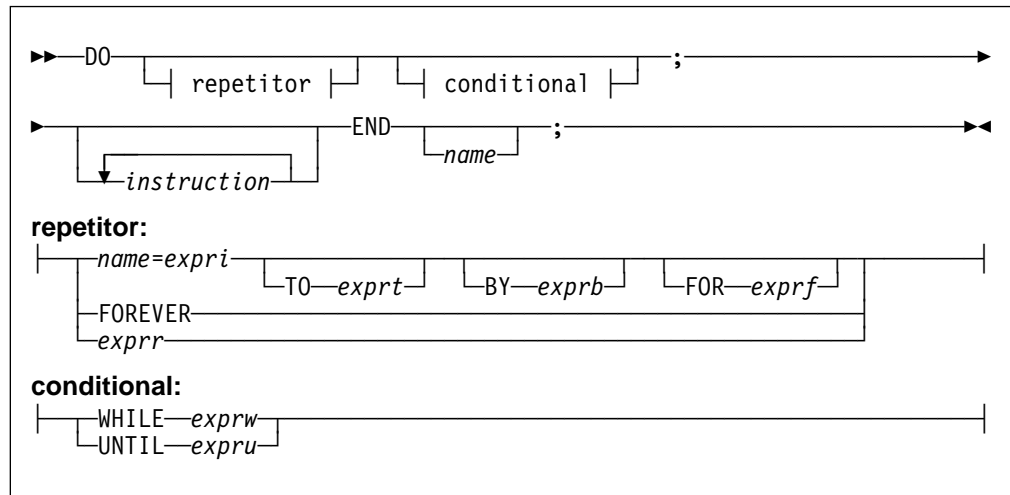 DO repetitor conditional ;
instruction END name ;
repetitor:
name=expri TO exprt BY exprb FOR exprf
FOREVER
exprr
conditional:
WHILE exprw
UNTIL expru